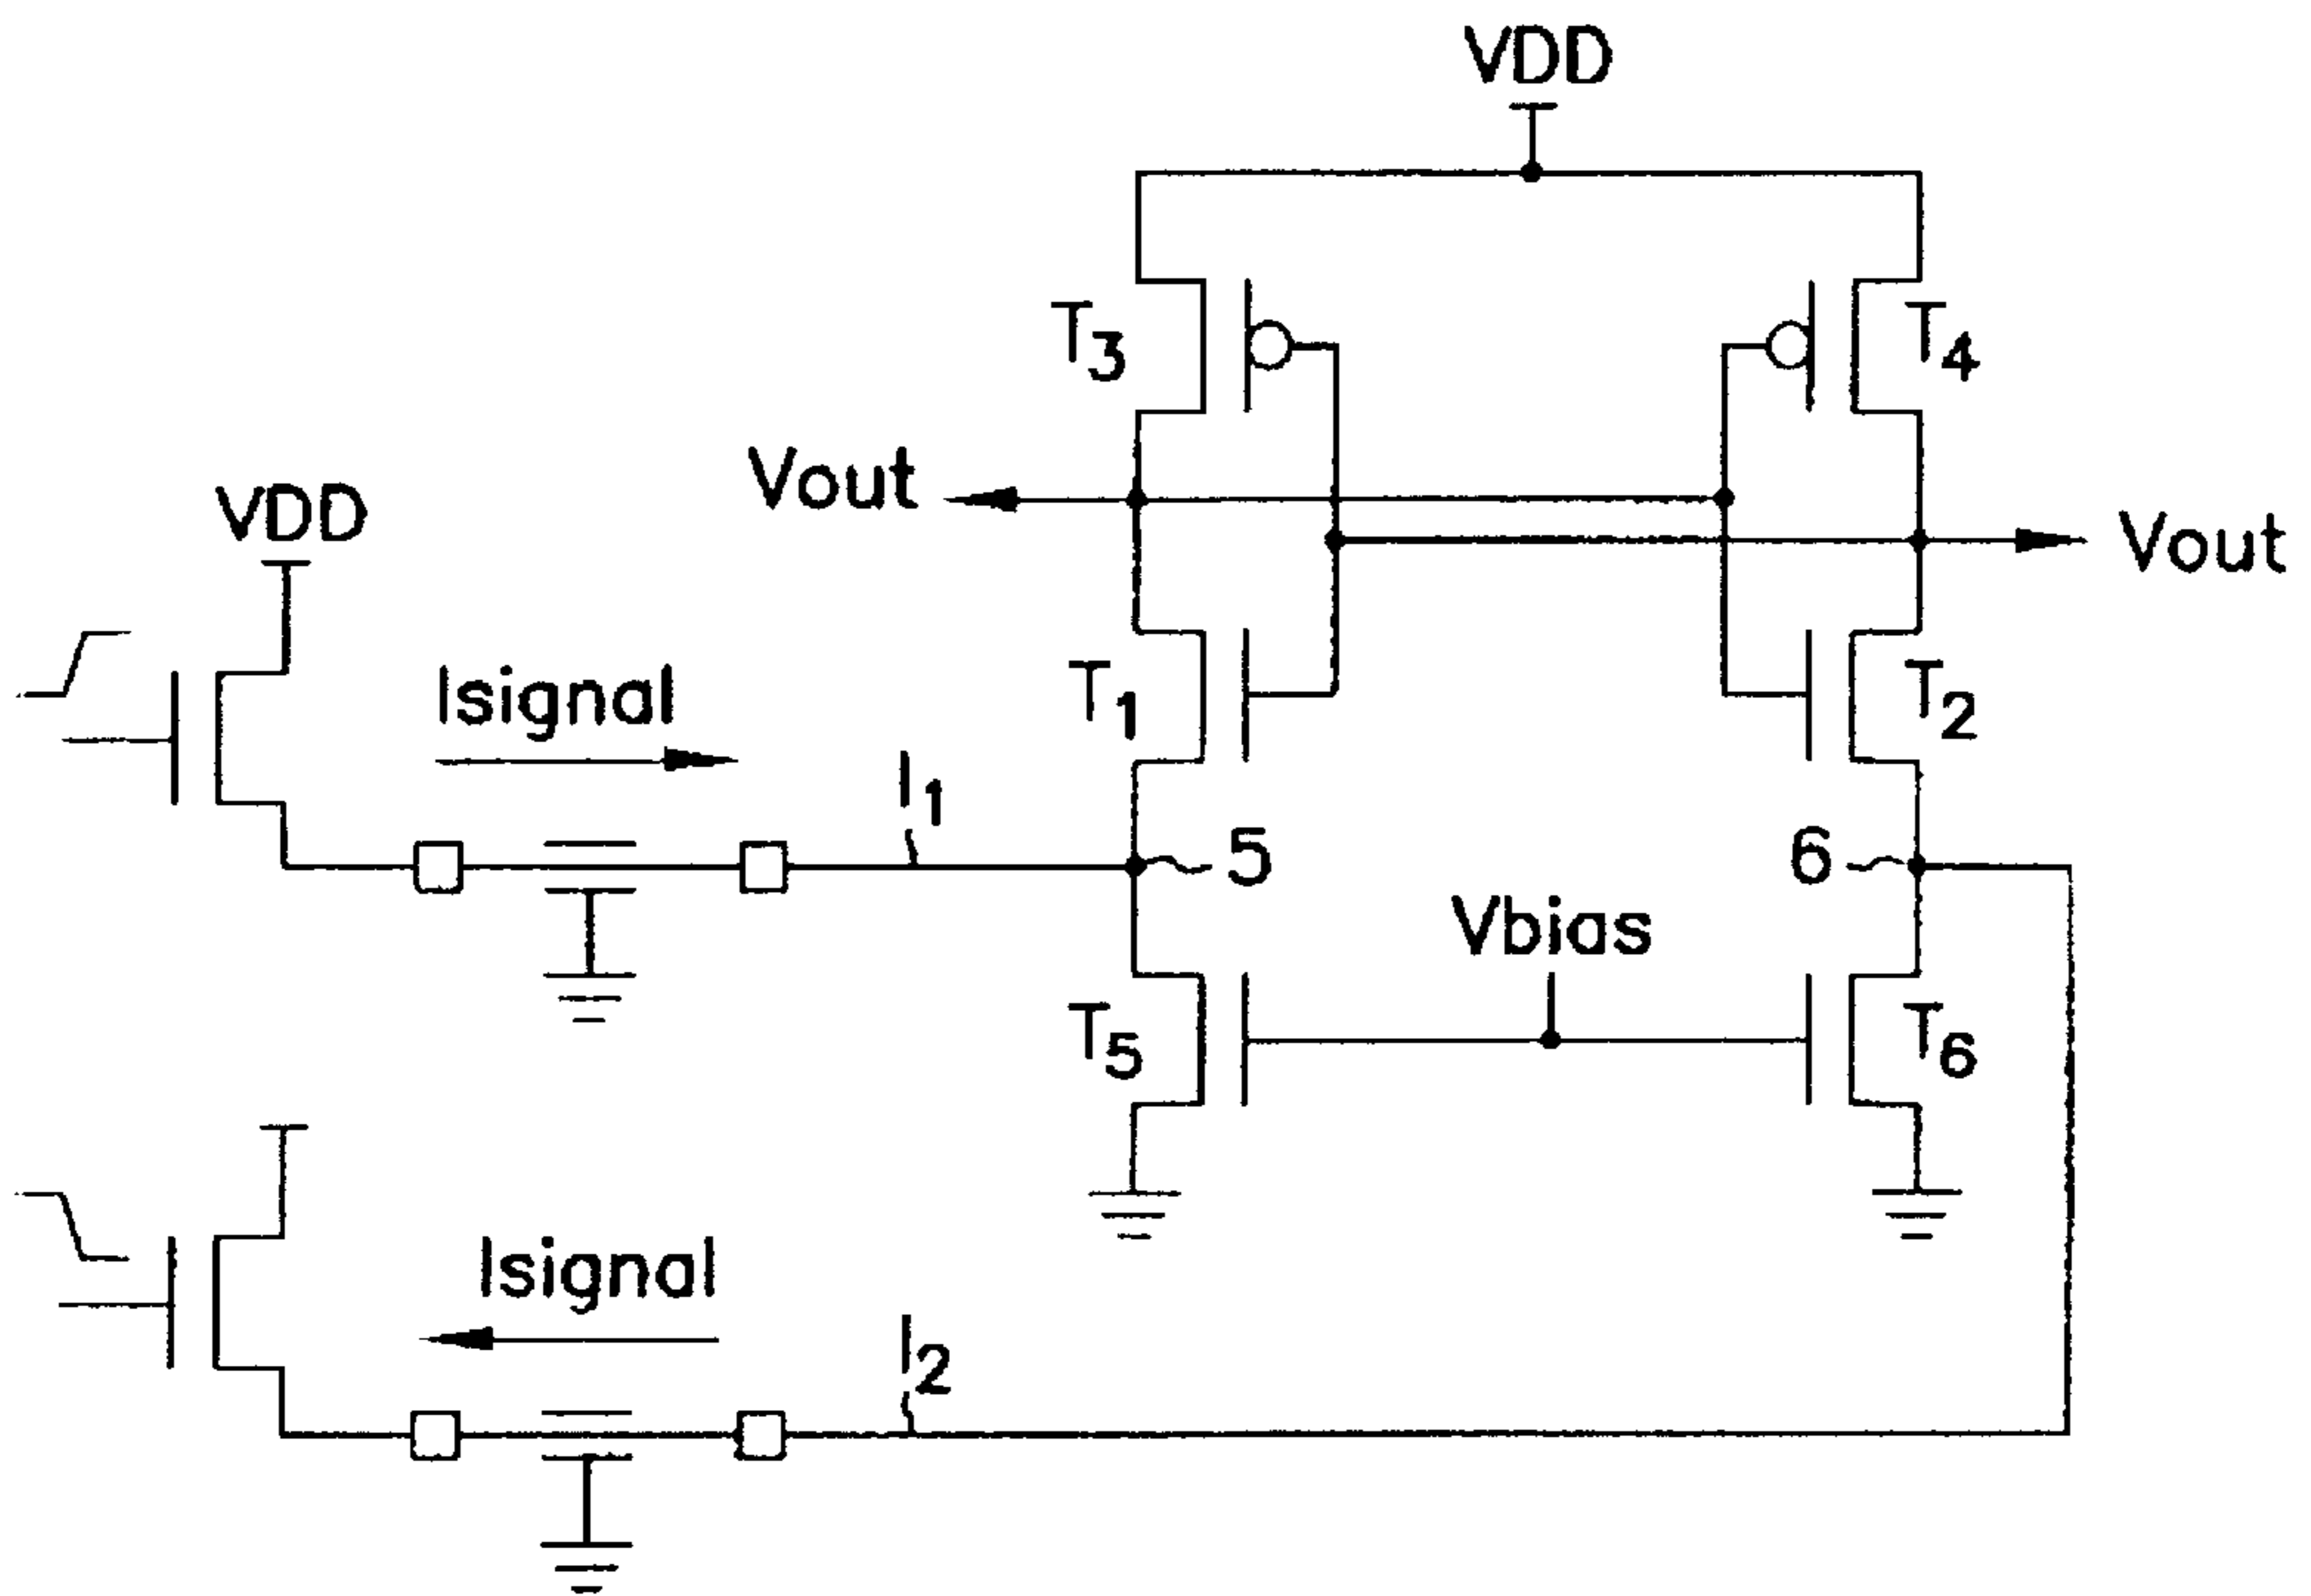 VDD
T3
T4
Vout
VDD
Vout
Isignal
T1
T2
I1
5
6
Vbias
T5
T6
Isignal
I2